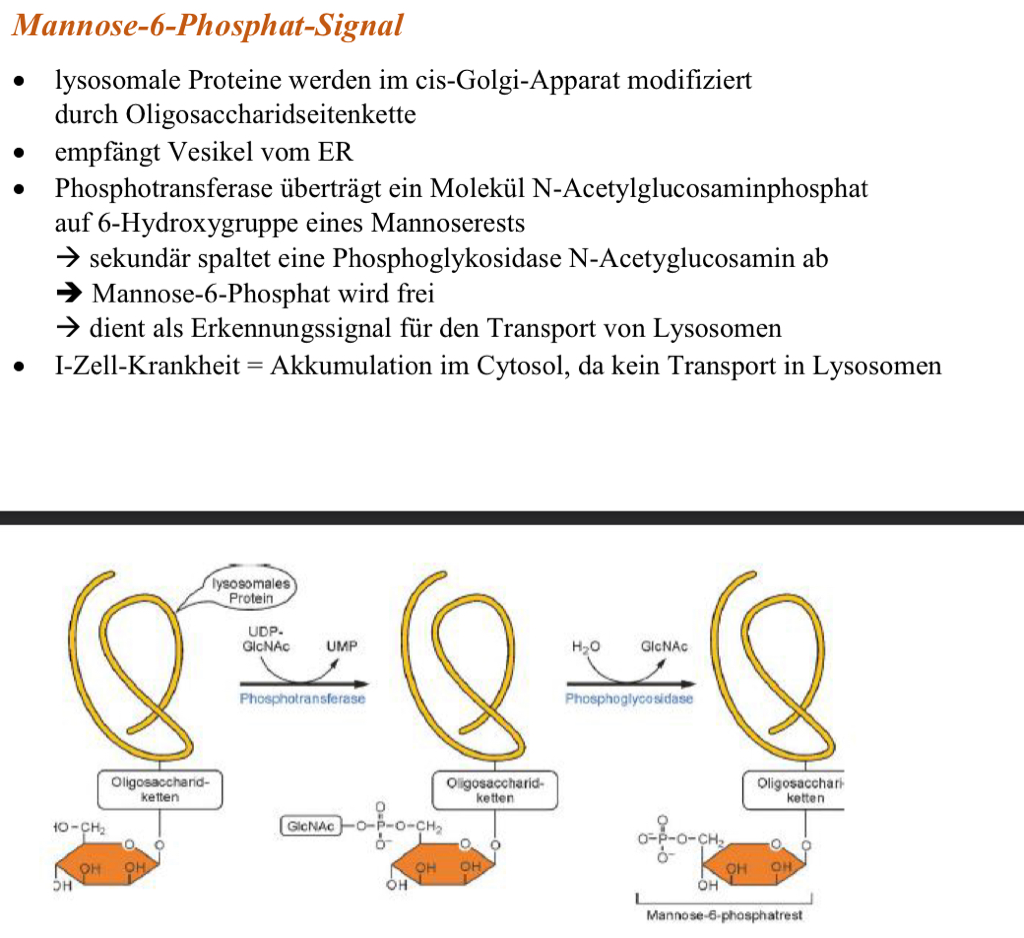 Mannose-6-Phosphat-Signal
• lysosomale Proteine werden im cis-Golgi-Apparat modifiziert
durch Oligosaccharidseitenkette
• empfängt Vesikel vom ER
• Phosphotransferase überträgt ein Molekül N-Acetylglucosaminphosphat
auf 6-Hydroxygruppe eines Mannoserests
→ sekundär spaltet eine Phosphoglykosidase N-Acetyglucosamin ab
➔ Mannose-6-Phosphat wird frei
→ dient als Erkennungssignal für den Transport von Lysosomen
• I-Zell-Krankheit = Akkumulation im Cytosol, da kein Transport in Lysosomen
lysosomales
Protein
UDP-
GlcNAc
UMP
Phosphotransferase
H₂O
GlcNAc
Phosphoglycosidase
Oligosaccharid-
ketten
Oligosaccharid-
ketten
Oligosacchari
ketten
HO-CH₂
O
O
OH
OH
OH
O
GlcNAc-O-P-O-CH₂
O⁻
O
O
OH
OH
OH
O
O⁻-P-O-CH₂
O⁻
O
O
OH
OH
OH
Mannose-6-phosphatrest